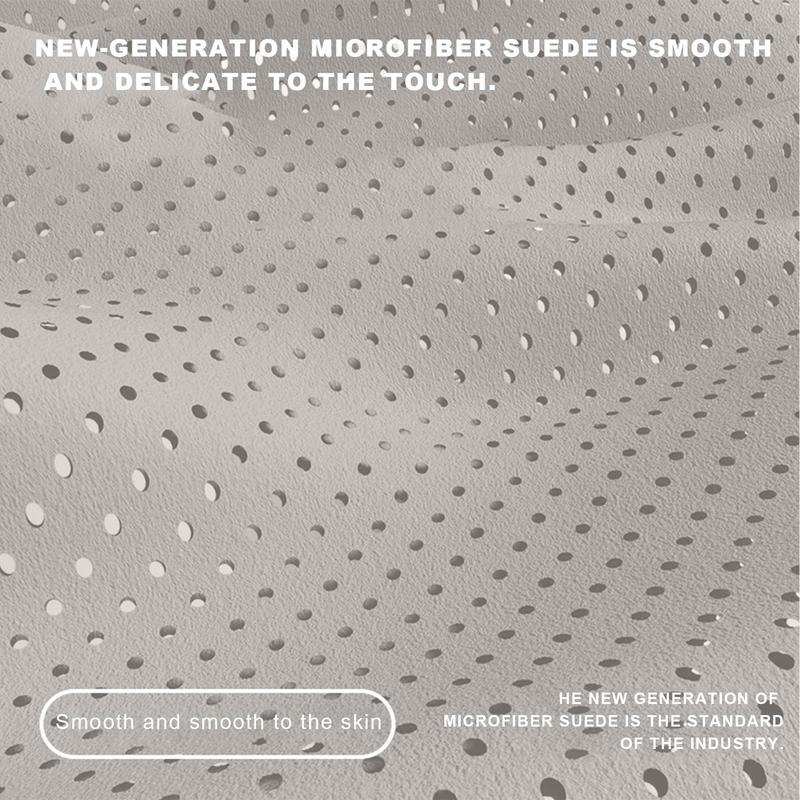 NEW-GENERATION MICROFIBER SUEDE IS SMOOTH
AND DELICATE TO THE TOUCH.
Smooth and smooth to the skin
HE NEW GENERATION OF
MICROFIBER SUEDE IS THE STANDARD
OF THE INDUSTRY.